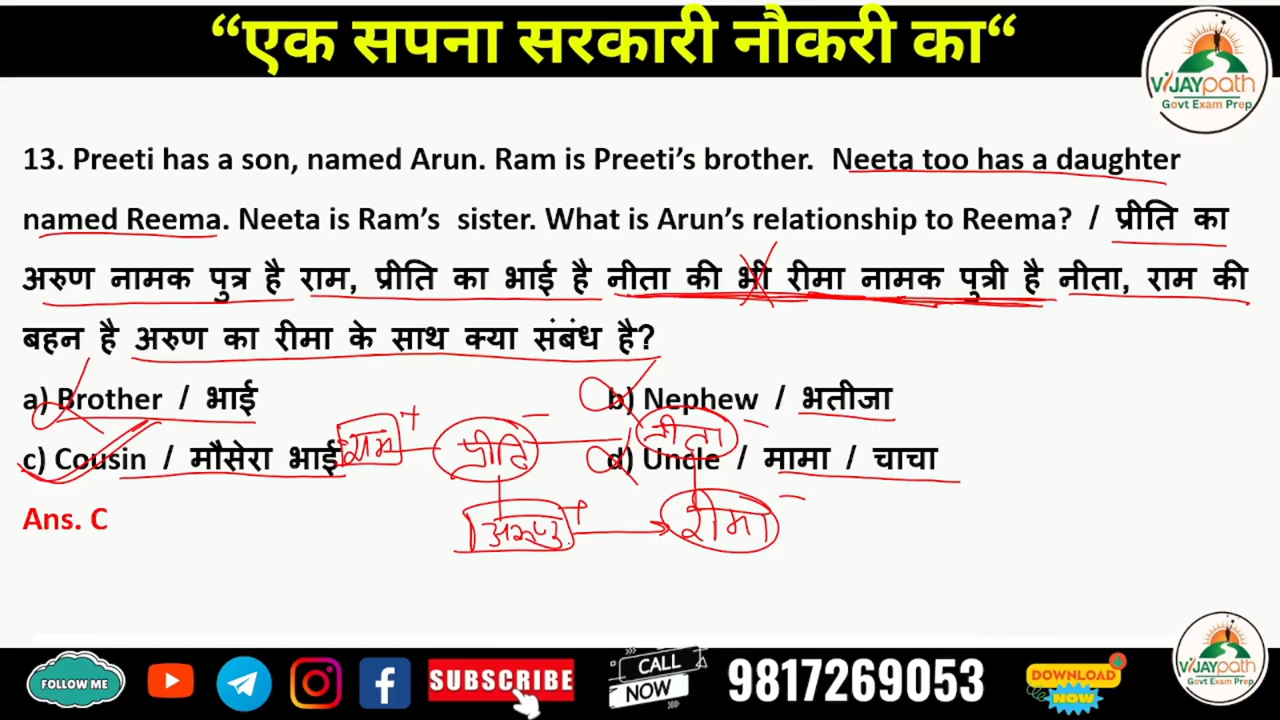 “एक सपना सरकारी नौकरी का“
VIJAYpath
Govt Exam Prep
13. Preeti has a son, named Arun. Ram is Preeti’s brother. Neeta too has a daughter
named Reema. Neeta is Ram’s sister. What is Arun’s relationship to Reema? / प्रीति का
अरुण नामक पुत्र है राम, प्रीति का भाई है नीता की भी रीमा नामक पुत्री है नीता, राम की
बहन है अरुण का रीमा के साथ क्या संबंध है?
a) Brother / भाई
b) Nephew / भतीजा
c) Cousin / मौसेरा भाई
d) Uncle / मामा / चाचा
राम + प्रीति − नीता −
Ans. C
अरुण + रीमा −
VIJAYpath
Govt Exam Prep
FOLLOW ME
SUBSCRIBE
CALL
NOW
9817269053
DOWNLOAD
NOW